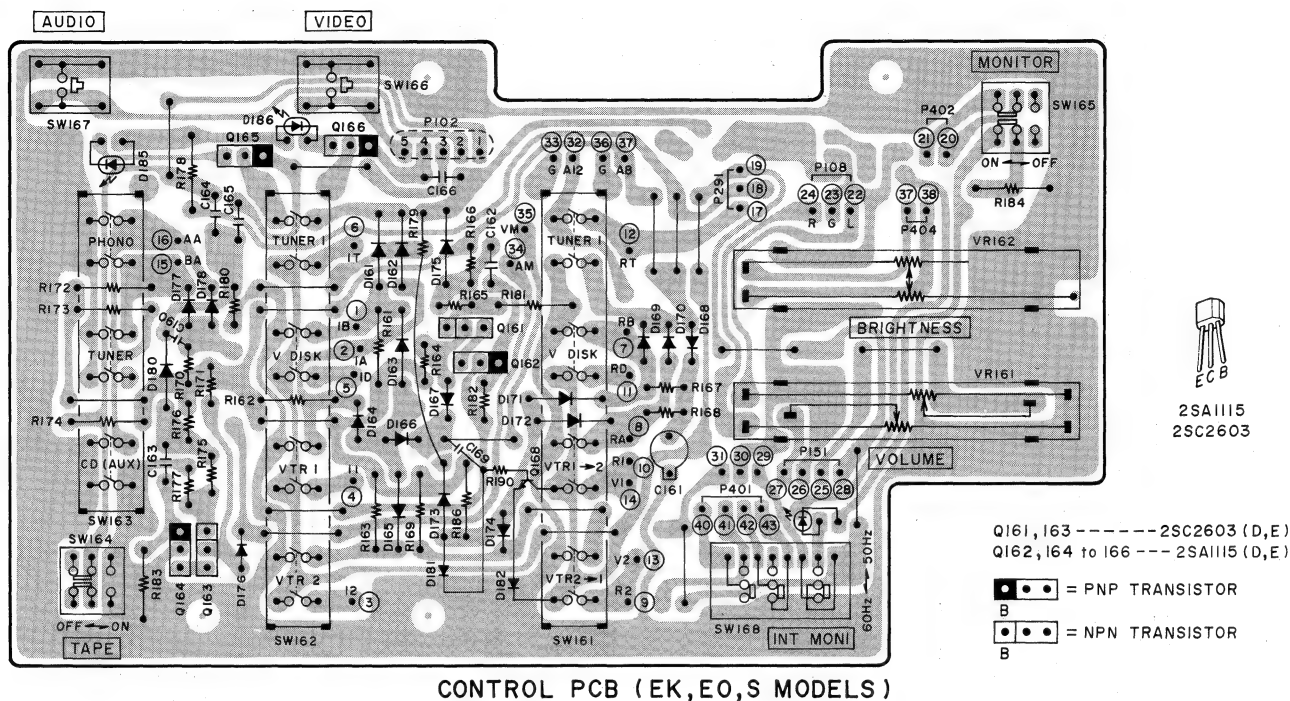 AUDIO
VIDEO
MONITOR
SW167
SW166
SW165
D185
D186
Q165
Q166
P102
5 4 3 2 1
R178
C164
C165
C166
33 32 36 37
G A12 G A8
P291
19
18
17
P402
21 20
ON ↔ OFF
R184
P108
24 23 22
R G L
37 38
P404
PHONO
16 AA
15 BA
D177
D178
R180
TUNER 1
6
1T
D161
D162
R179
D175
R166
C162
35
VM
34
AM
TUNER 1
12
RT
VR162
BRIGHTNESS
R172
R173
1
1B
R161
R165
R181
Q161
RB
7
D169
D170
D168
TUNER
D180
R170
R171
V DISK
2
1A
1D
5
D163
R164
Q162
V DISK
RD
11
R167
R168
VR161
VOLUME
R174
R176
R175
R162
D164
D167
R182
D171
D172
8
RA
D166
C169
CD (AUX)
C163
R177
VTR 1
11
4
R163
D165
R169
D173
R186
R190
Q168
D174
VTR1→2
R1
10
V1
14
C161
31 30 29
P151
27 26 25 28
P401
40 41 42 43
SW163
SW164
R183
Q164
Q163
D176
VTR 2
12
3
D181
D182
VTR2→1
V2 13
R2 9
OFF ↔ ON
TAPE
SW162
SW161
SW168
INT MONI
60Hz ↔ 50Hz
E C B
2SA1115
2SC2603
Q161, 163 ------- 2SC2603 (D,E)
Q162, 164 to 166 --- 2SA1115 (D,E)
= PNP TRANSISTOR
B
= NPN TRANSISTOR
B
CONTROL PCB (EK, EO, S MODELS)